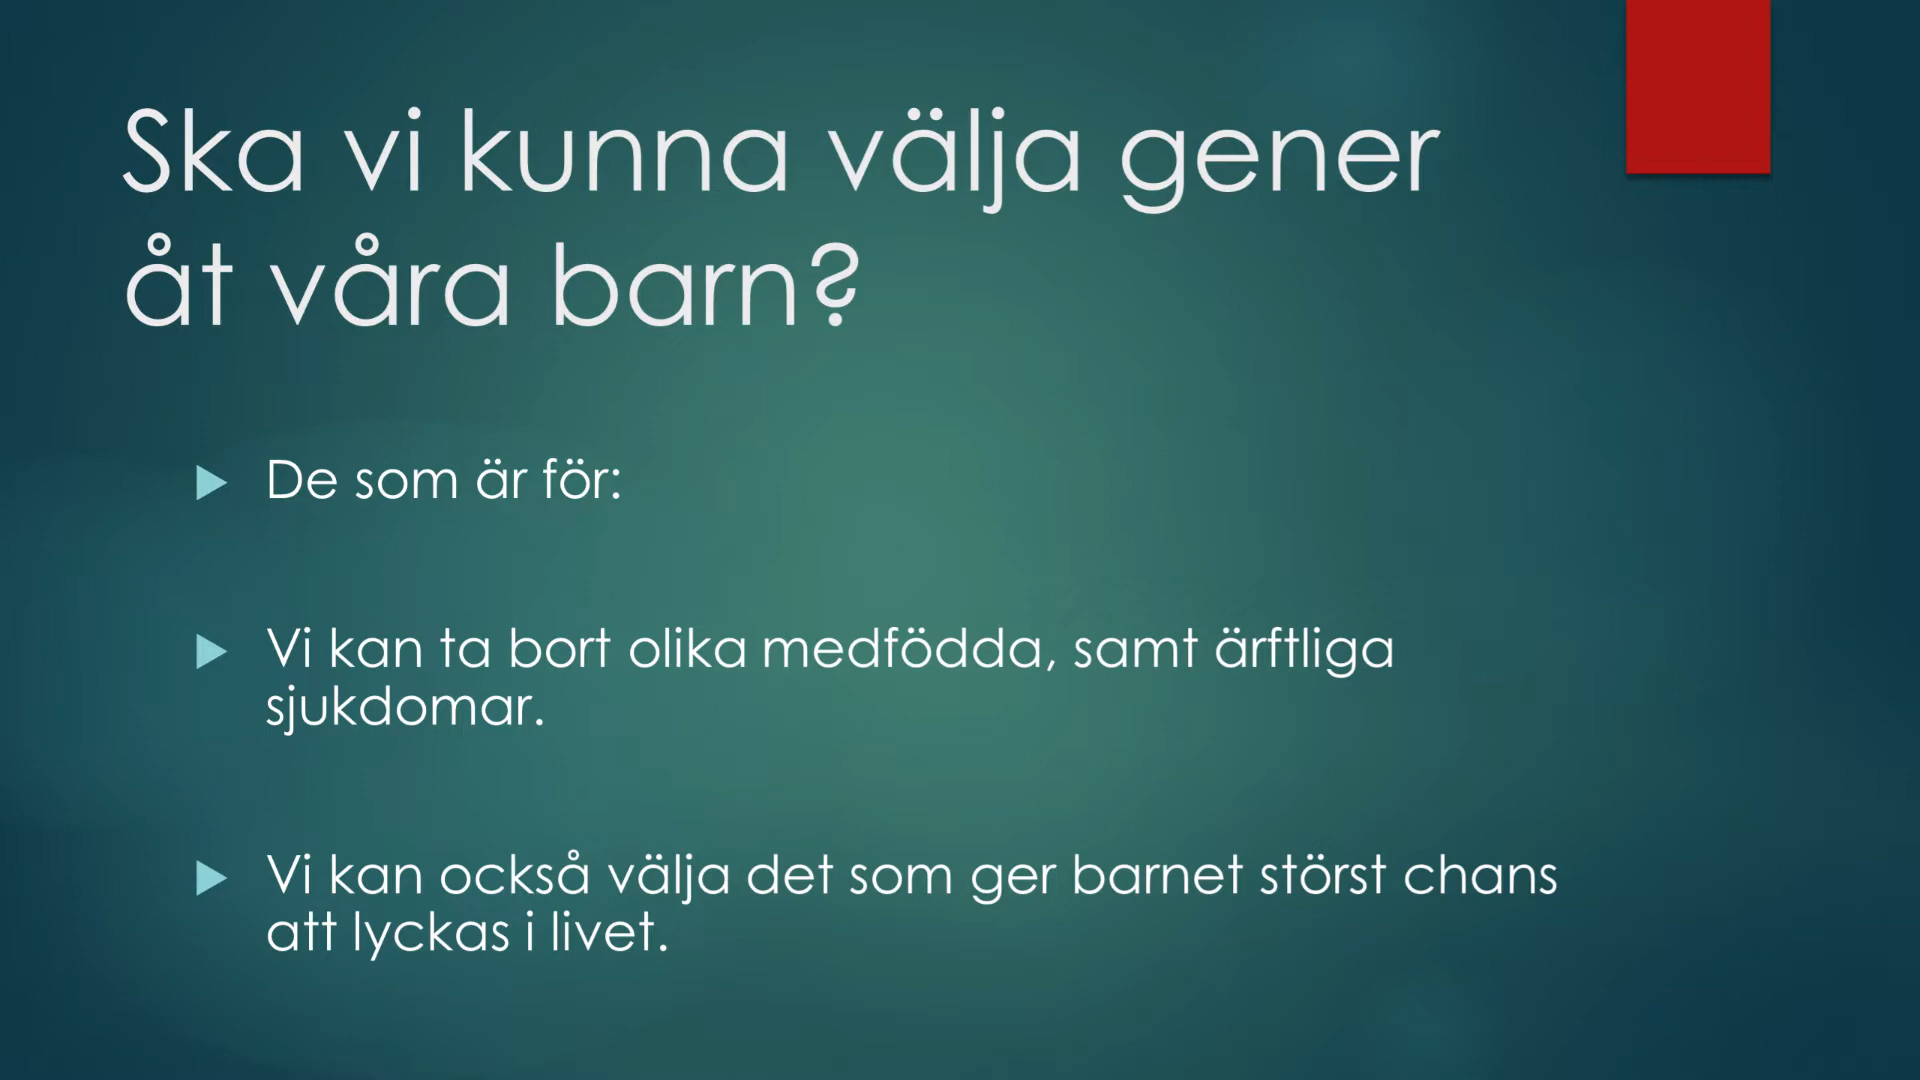 Ska vi kunna välja gener
åt våra barn?
De som är för:
Vi kan ta bort olika medfödda, samt ärftliga
sjukdomar.
Vi kan också välja det som ger barnet störst chans
att lyckas i livet.